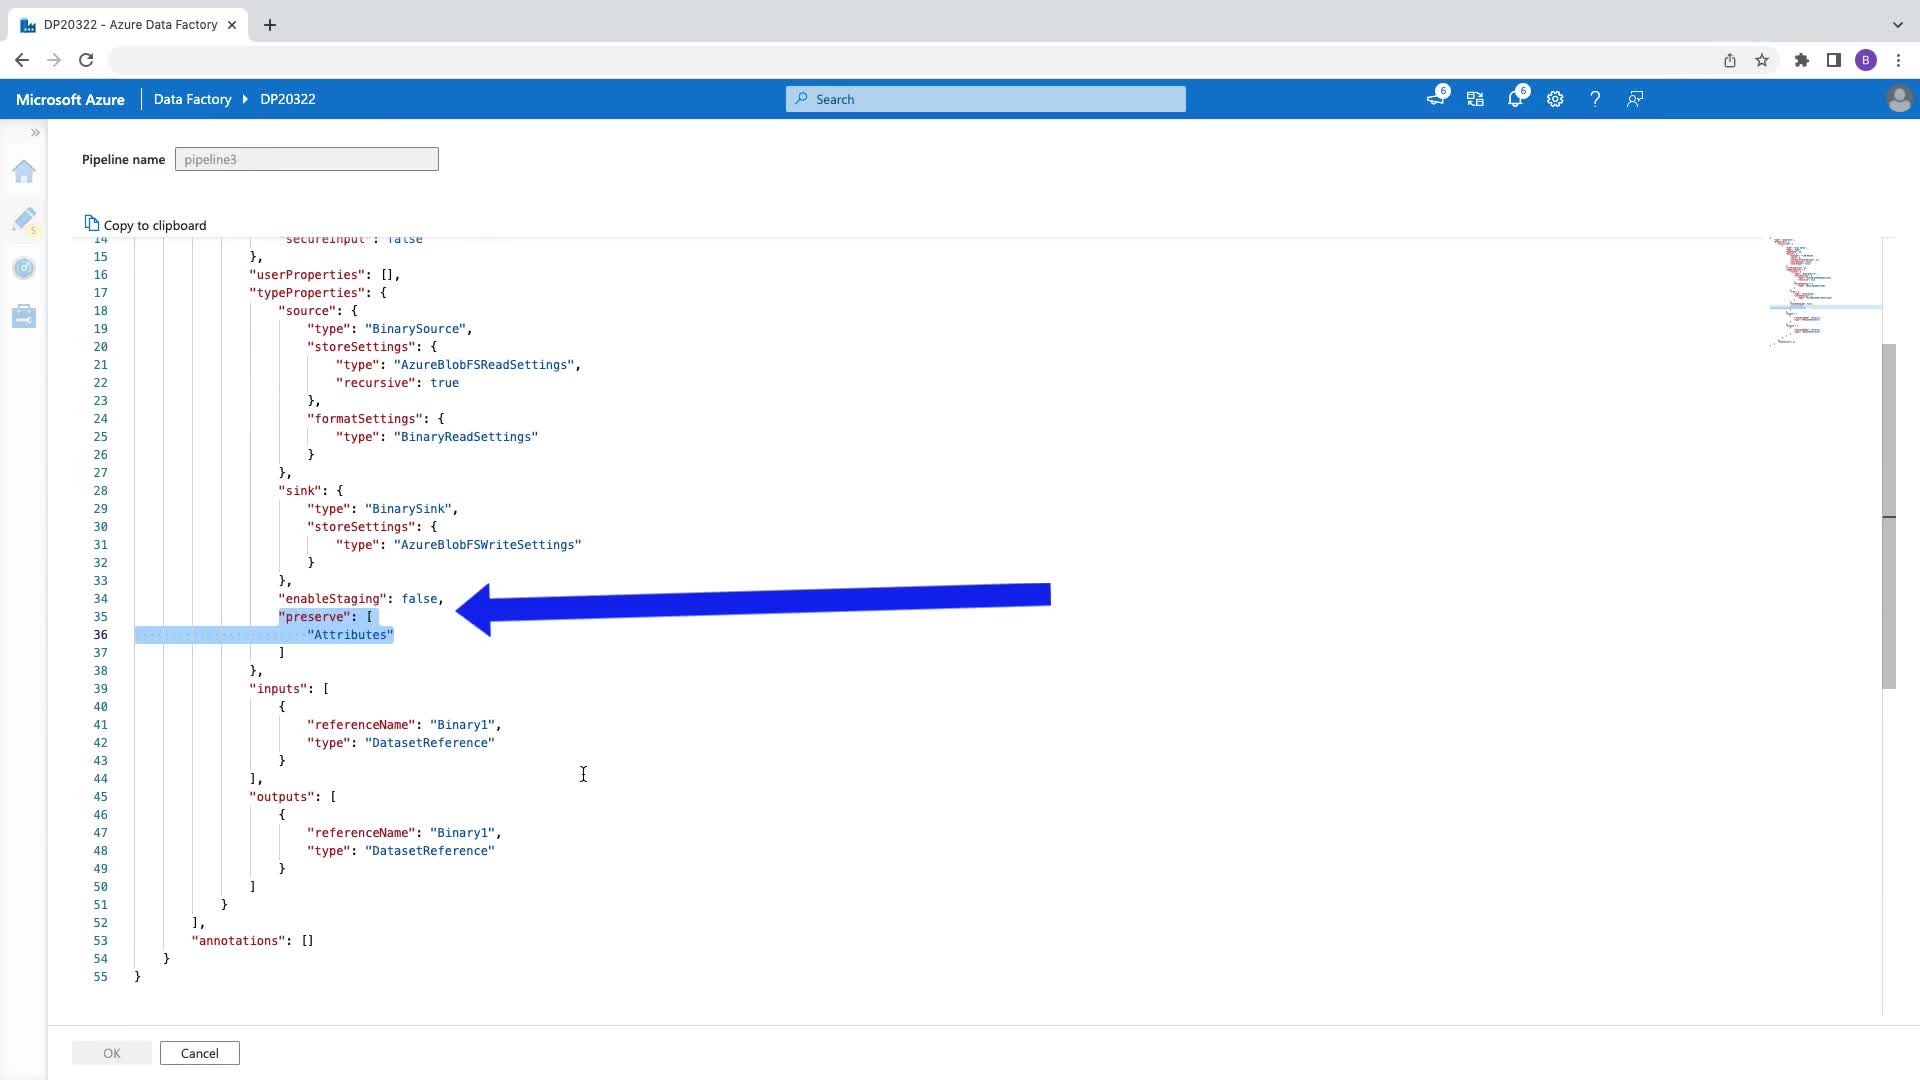 DP20322 - Azure Data Factory
B
Microsoft Azure
Data Factory
DP20322
Search
6
6
Pipeline name
pipeline3
S
Copy to clipboard
14 "secureInput": false
15 },
16 "userProperties": [],
17 "typeProperties": {
18 "source": {
19 "type": "BinarySource",
20 "storeSettings": {
21 "type": "AzureBlobFSReadSettings",
22 "recursive": true
23 },
24 "formatSettings": {
25 "type": "BinaryReadSettings"
26 }
27 },
28 "sink": {
29 "type": "BinarySink",
30 "storeSettings": {
31 "type": "AzureBlobFSWriteSettings"
32 }
33 },
34 "enableStaging": false,
35 "preserve": [
36 "Attributes"
37 ]
38 },
39 "inputs": [
40 {
41 "referenceName": "Binary1",
42 "type": "DatasetReference"
43 }
44 ],
45 "outputs": [
46 {
47 "referenceName": "Binary1",
48 "type": "DatasetReference"
49 }
50 ]
51 }
52 ],
53 "annotations": []
54 }
55 }
OK
Cancel